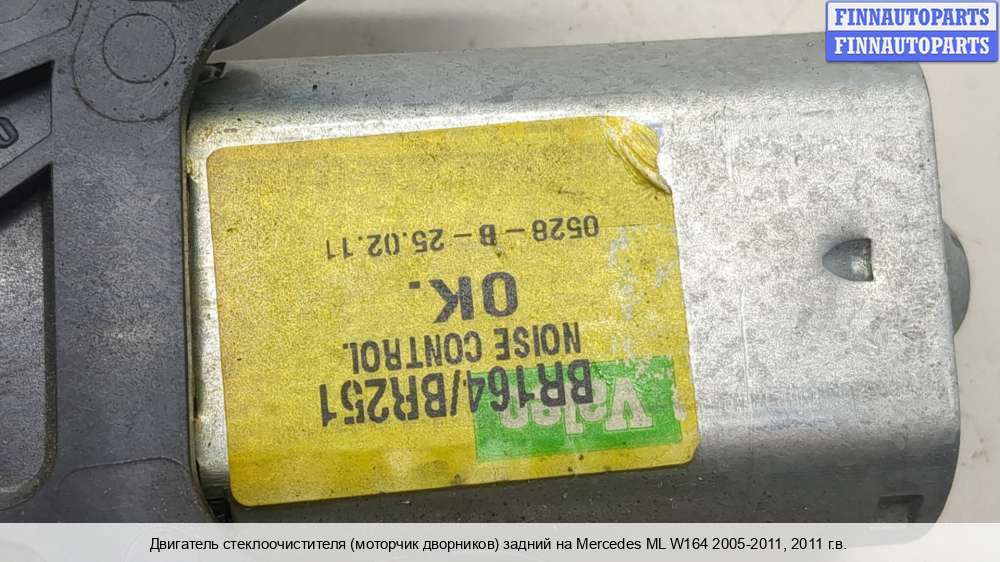 FINNAUTOPARTS
FINNAUTOPARTS
Valeo
BR164/BR251
NOISE CONTROL.
OK.
0528 - B - 25.02.11
Двигатель стеклоочистителя (моторчик дворников) задний на Mercedes ML W164 2005-2011, 2011 г.в.